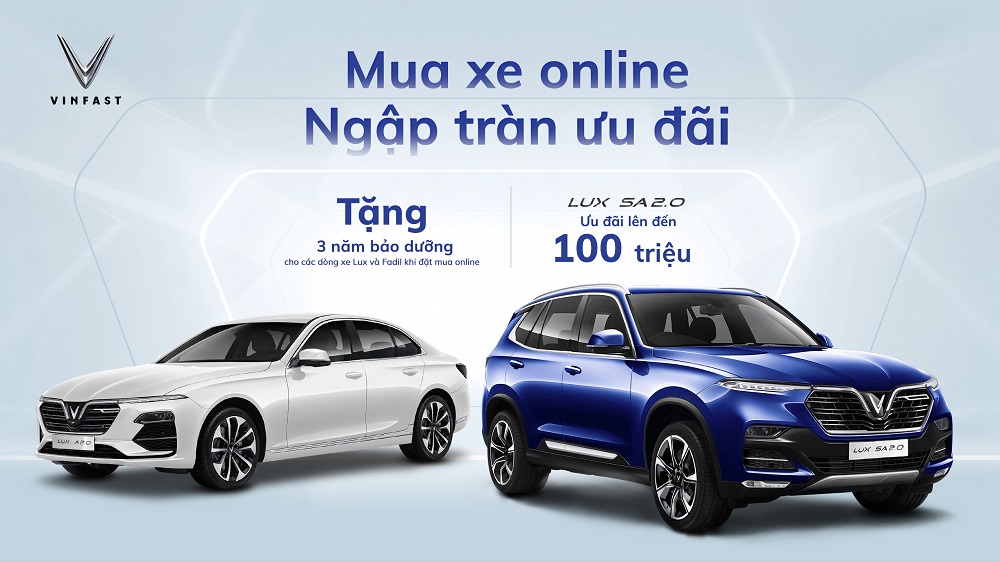 VINFAST
Mua xe online
Ngập tràn ưu đãi
Tặng
3 năm bảo dưỡng
cho các dòng xe Lux và Fadil khi đặt mua online
LUX SA2.0
Ưu đãi lên đến
100 triệu
LUX A2.0
LUX SA2.0